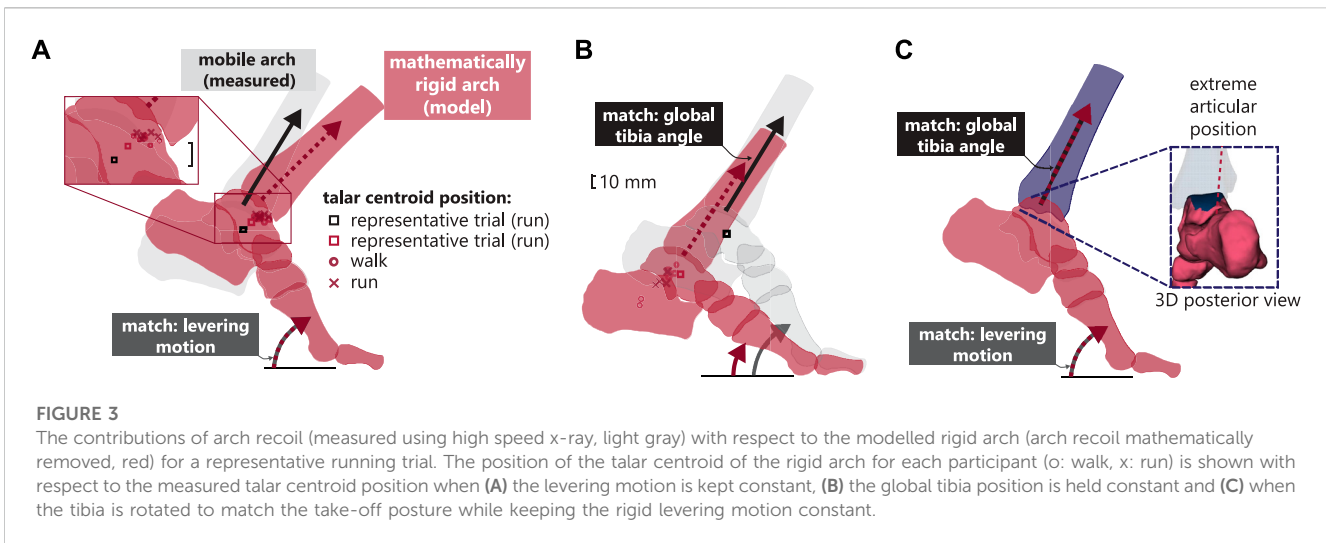 A
mobile arch
(measured)
mathematically
rigid arch
(model)
talar centroid position:
representative trial (run)
representative trial (run)
walk
run
match: levering
motion
B
match: global
tibia angle
10 mm
C
match: global
tibia angle
extreme
articular
position
3D posterior view
match: levering
motion
FIGURE 3
The contributions of arch recoil (measured using high speed x-ray, light gray) with respect to the modelled rigid arch (arch recoil mathematically
removed, red) for a representative running trial. The position of the talar centroid of the rigid arch for each participant (o: walk, x: run) is shown with
respect to the measured talar centroid position when (A) the levering motion is kept constant, (B) the global tibia position is held constant and (C) when
the tibia is rotated to match the take-off posture while keeping the rigid levering motion constant.